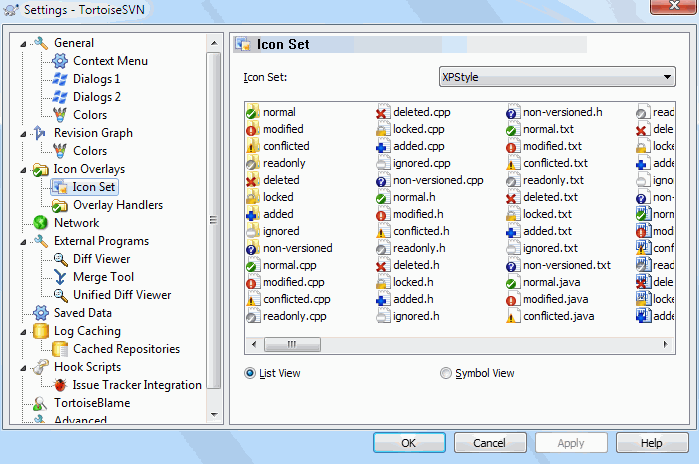 Settings - TortoiseSVN
General
Context Menu
Dialogs 1
Dialogs 2
Colors
Revision Graph
Colors
Icon Overlays
Icon Set
Overlay Handlers
Network
External Programs
Diff Viewer
Merge Tool
Unified Diff Viewer
Saved Data
Log Caching
Cached Repositories
Hook Scripts
Issue Tracker Integration
TortoiseBlame
Advanced
Icon Set
Icon Set: XPStyle
normal
modified
conflicted
readonly
deleted
locked
added
ignored
non-versioned
normal.cpp
modified.cpp
conflicted.cpp
readonly.cpp
deleted.cpp
locked.cpp
added.cpp
ignored.cpp
non-versioned.cpp
normal.h
modified.h
conflicted.h
readonly.h
deleted.h
locked.h
added.h
ignored.h
non-versioned.h
normal.txt
modified.txt
conflicted.txt
readonly.txt
deleted.txt
locked.txt
added.txt
ignored.txt
non-versioned.txt
normal.java
modified.java
conflicted.java
read
dele
locke
adde
igno
non-
norm
mod
conf
read
dele
locke
adde
List View Symbol View
OK Cancel Apply Help